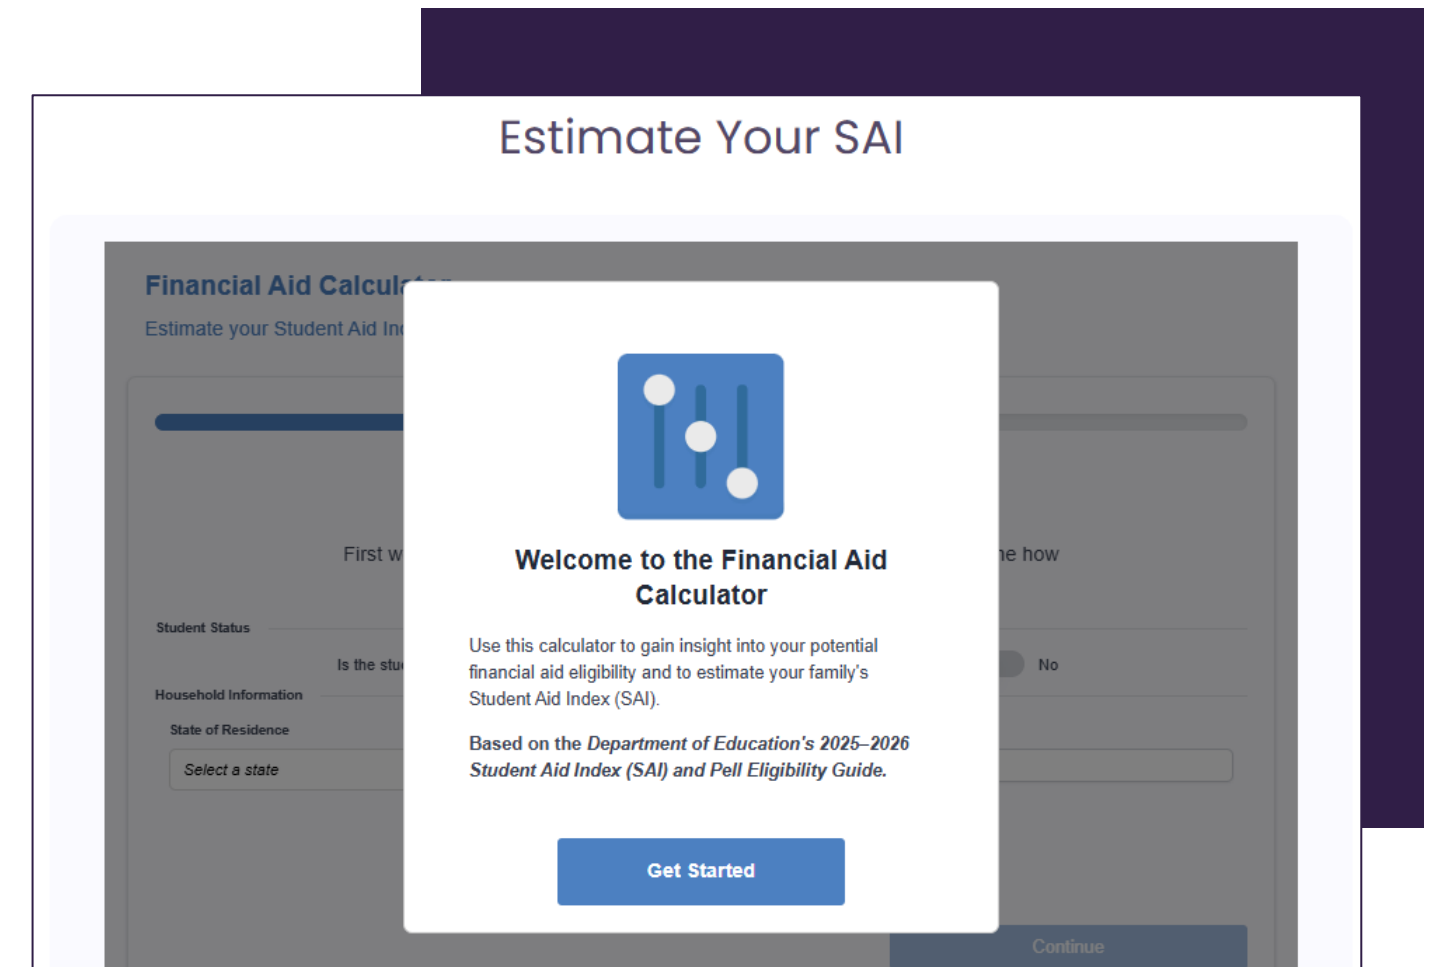 Estimate Your SAI
Financial Aid
Estimate your Student Aid
Welcome to the Financial Aid
Calculator
Use this calculator to gain insight into your potential
financial aid eligibility and to estimate your family's
Student Aid Index (SAI).
Based on the Department of Education's 2025–2026
Student Aid Index (SAI) and Pell Eligibility Guide.
Get Started
First
how
Student Status
Is the
No
Household Information
State of Residence
Select a state
Continue